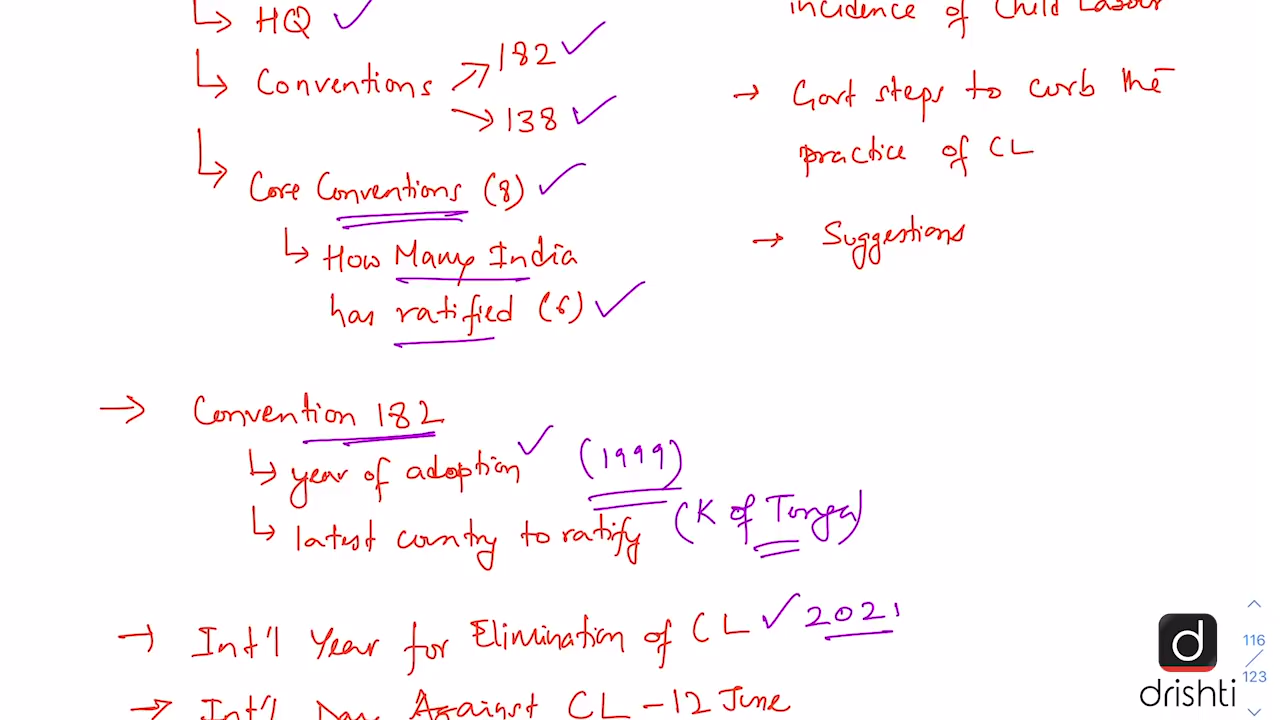 ↳ HQ ✓
↳ Conventions ↗ 182 ✓
↘ 138 ✓
↳ Core Conventions (8) ✓
↳ How Many India
has ratified (6) ✓
→ Convention 182
↳ year of adoption ✓ (1999)
↳ latest country to ratify (K of Tonga)
→ Int'l Year for Elimination of CL ✓ 2021
→ Int'l Day Against CL - 12 June
incidence of Child Labour
→ Govt steps to curb the
practice of CL
→ Suggestions
d
drishti
116
/
123